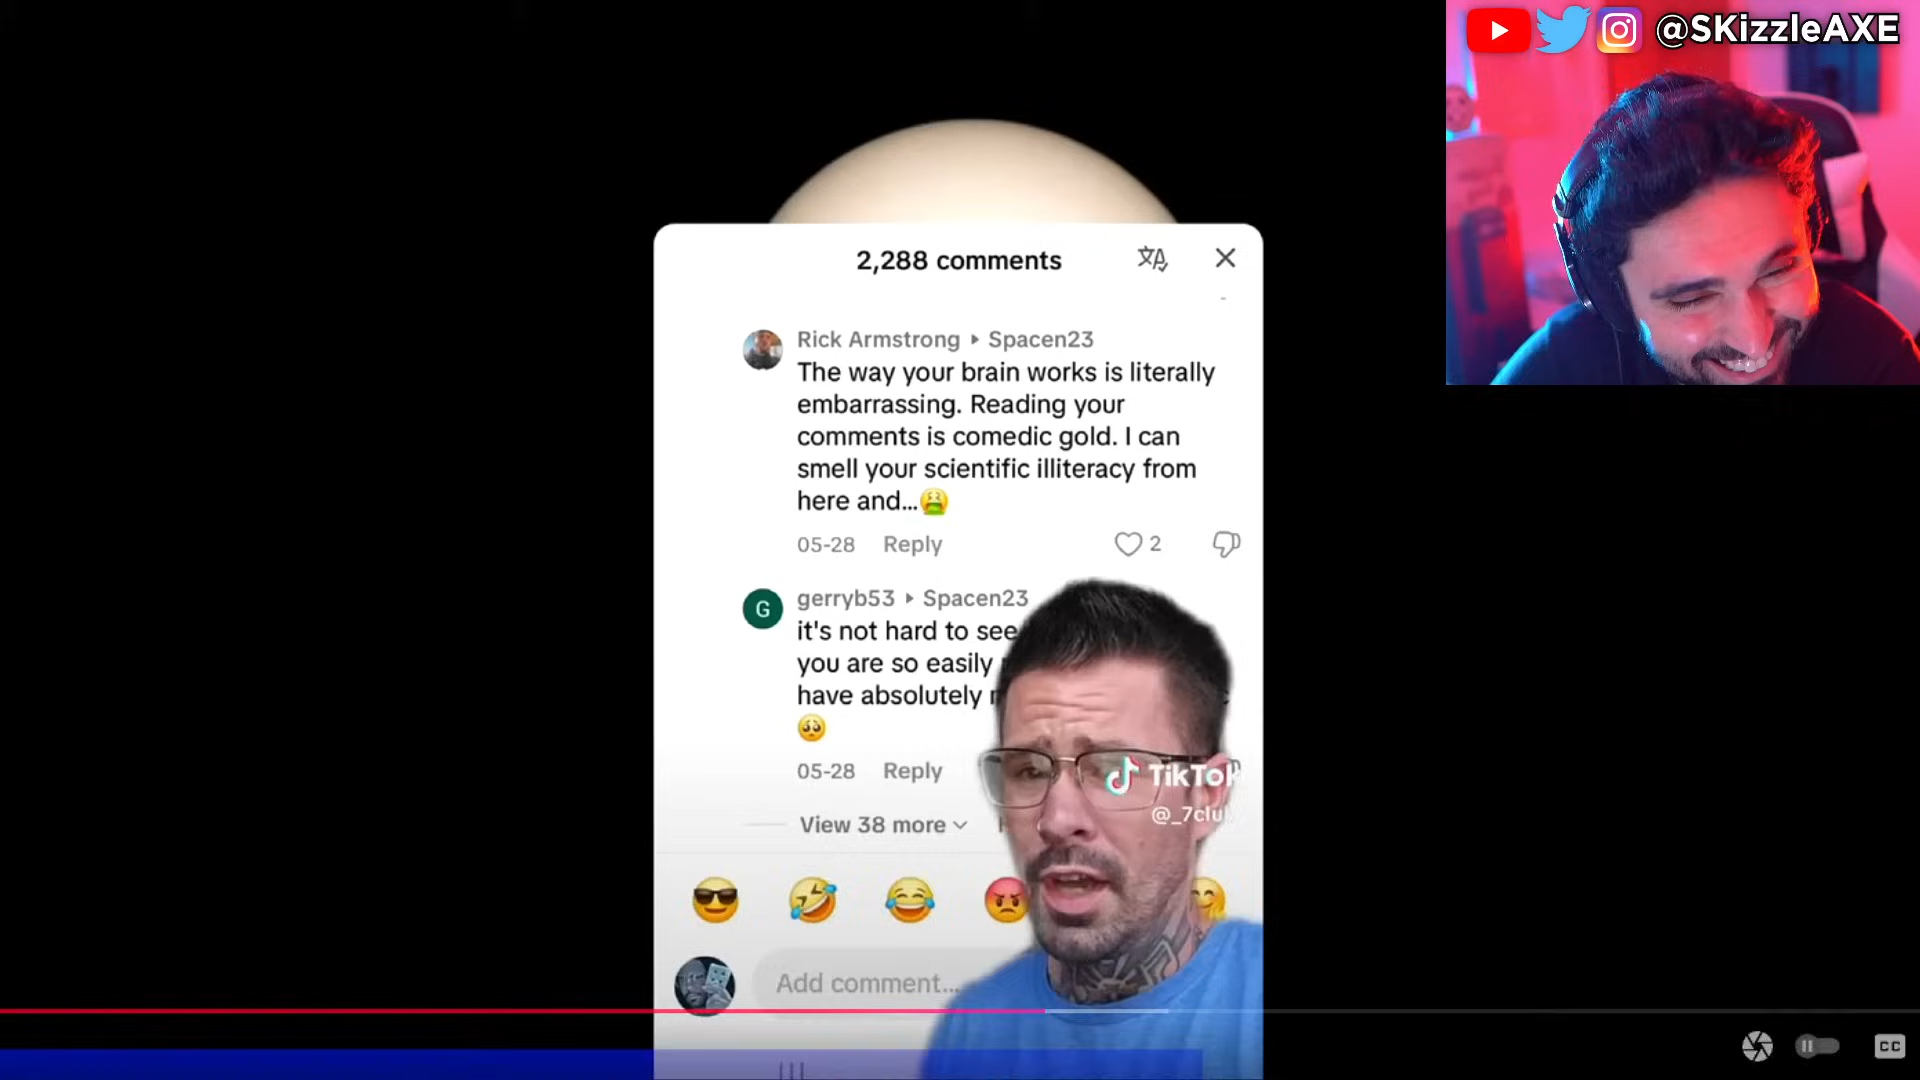 @SKizzleAXE
2,288 comments
Rick Armstrong ▸ Spacen23
The way your brain works is literally
embarrassing. Reading your
comments is comedic gold. I can
smell your scientific illiteracy from
here and...🤮
05-28 Reply 2
G gerryb53 ▸ Spacen23
it's not hard to see
you are so easily
have absolutely
🥺
05-28 Reply
TikTok
@_7clu
View 38 more
😎 🤣 😂 😡 🤗
Add comment...
CC